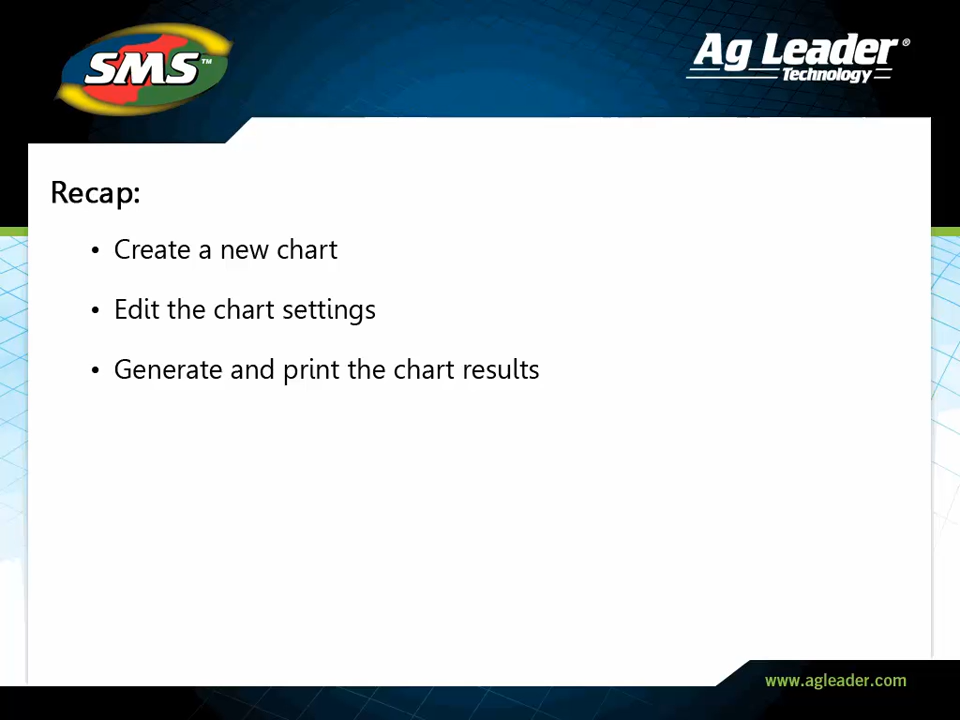 SMS™
Ag Leader®
Technology
Recap:
• Create a new chart
• Edit the chart settings
• Generate and print the chart results
www.agleader.com